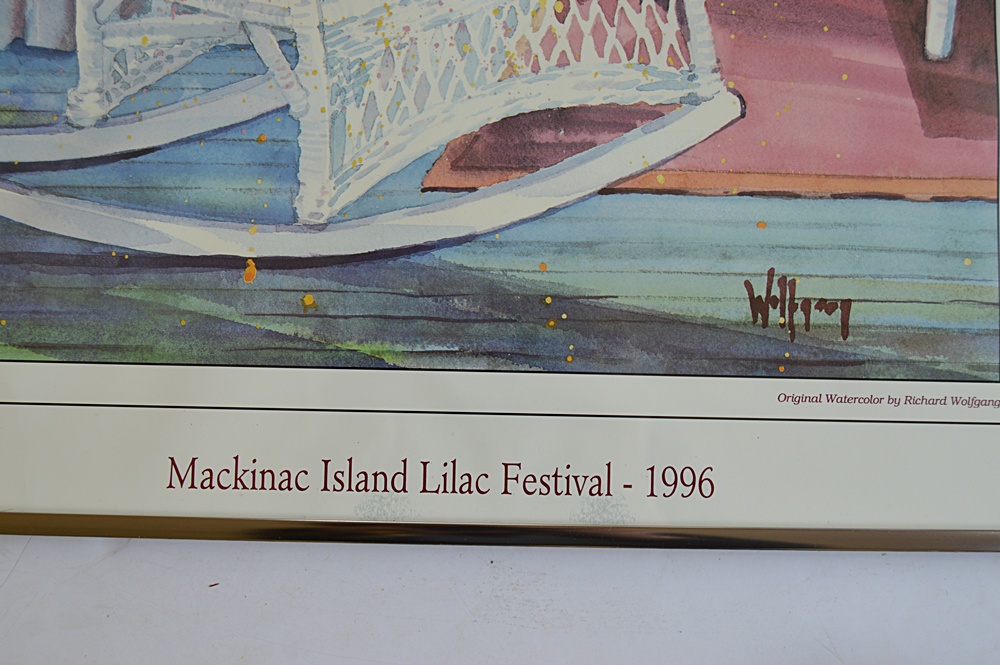 Wolfgang
Original Watercolor by Richard Wolfgang
Mackinac Island Lilac Festival - 1996